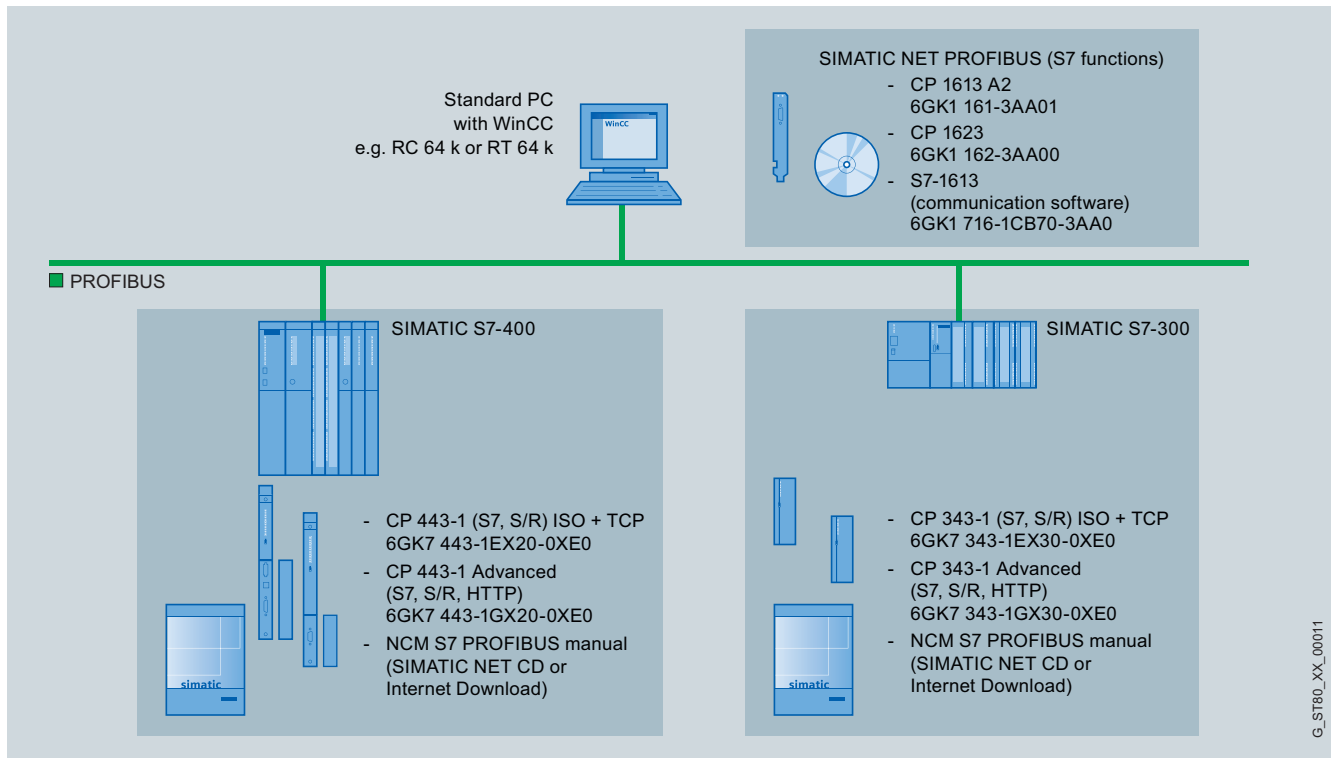 SIMATIC NET PROFIBUS (S7 functions)
- CP 1613 A2
6GK1 161-3AA01
- CP 1623
6GK1 162-3AA00
- S7-1613
(communication software)
6GK1 716-1CB70-3AA0
Standard PC
with WinCC
e.g. RC 64 k or RT 64 k
WinCC
PROFIBUS
SIMATIC S7-400
- CP 443-1 (S7, S/R) ISO + TCP
6GK7 443-1EX20-0XE0
- CP 443-1 Advanced
(S7, S/R, HTTP)
6GK7 443-1GX20-0XE0
- NCM S7 PROFIBUS manual
(SIMATIC NET CD or
Internet Download)
simatic
SIMATIC S7-300
- CP 343-1 (S7, S/R) ISO + TCP
6GK7 343-1EX30-0XE0
- CP 343-1 Advanced
(S7, S/R, HTTP)
6GK7 343-1GX30-0XE0
- NCM S7 PROFIBUS manual
(SIMATIC NET CD or
Internet Download)
simatic
G_ST80_XX_00011